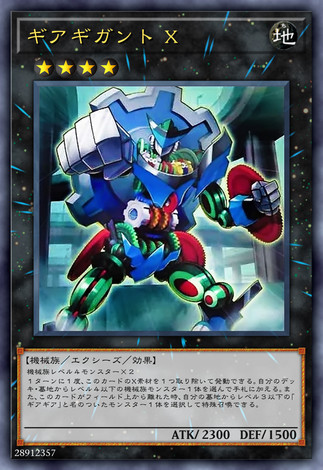 ギアギガント X
地
【機械族／エクシーズ／効果】
機械族レベル４モンスター×２
１ターンに１度、このカードのX素材を１つ取り除いて発動できる。自分のデッ
キ・墓地からレベル４以下の機械族モンスター１体を選んで手札に加える。ま
た、このカードがフィールド上から離れた時、自分の墓地からレベル３以下の「
ギアギア」と名のついたモンスター１体を選択して特殊召喚できる。
ATK/ 2300 DEF/1500
28912357